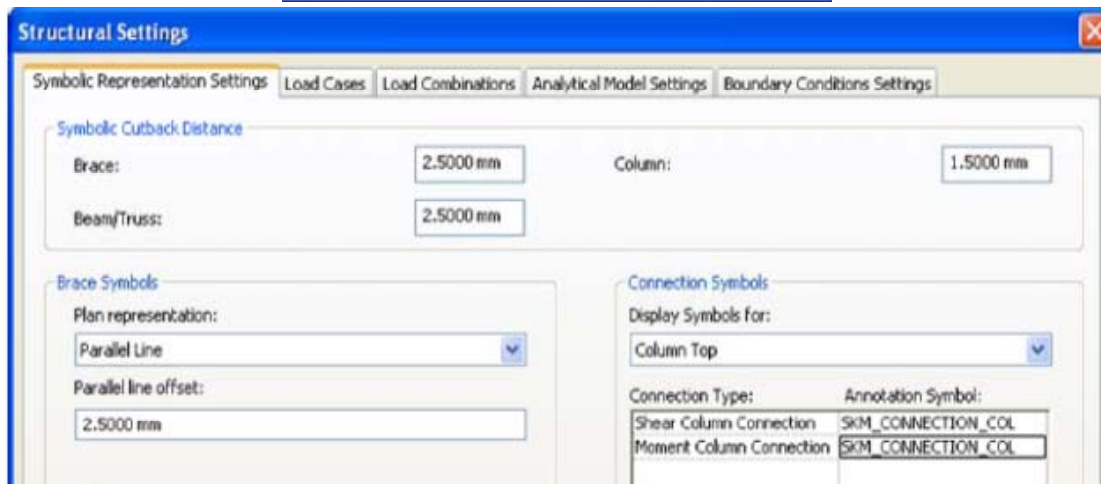 Structural Settings
Symbolic Representation Settings Load Cases Load Combinations Analytical Model Settings Boundary Conditions Settings
Symbolic Cutback Distance
Brace: 2.5000 mm Column: 1.5000 mm
Beam/Truss: 2.5000 mm
Brace Symbols Connection Symbols
Plan representation: Display Symbols for:
Parallel Line Column Top
Parallel line offset: Connection Type: Annotation Symbol:
2.5000 mm Shear Column Connection SKM_CONNECTION_COL
Moment Column Connection SKM_CONNECTION_COL